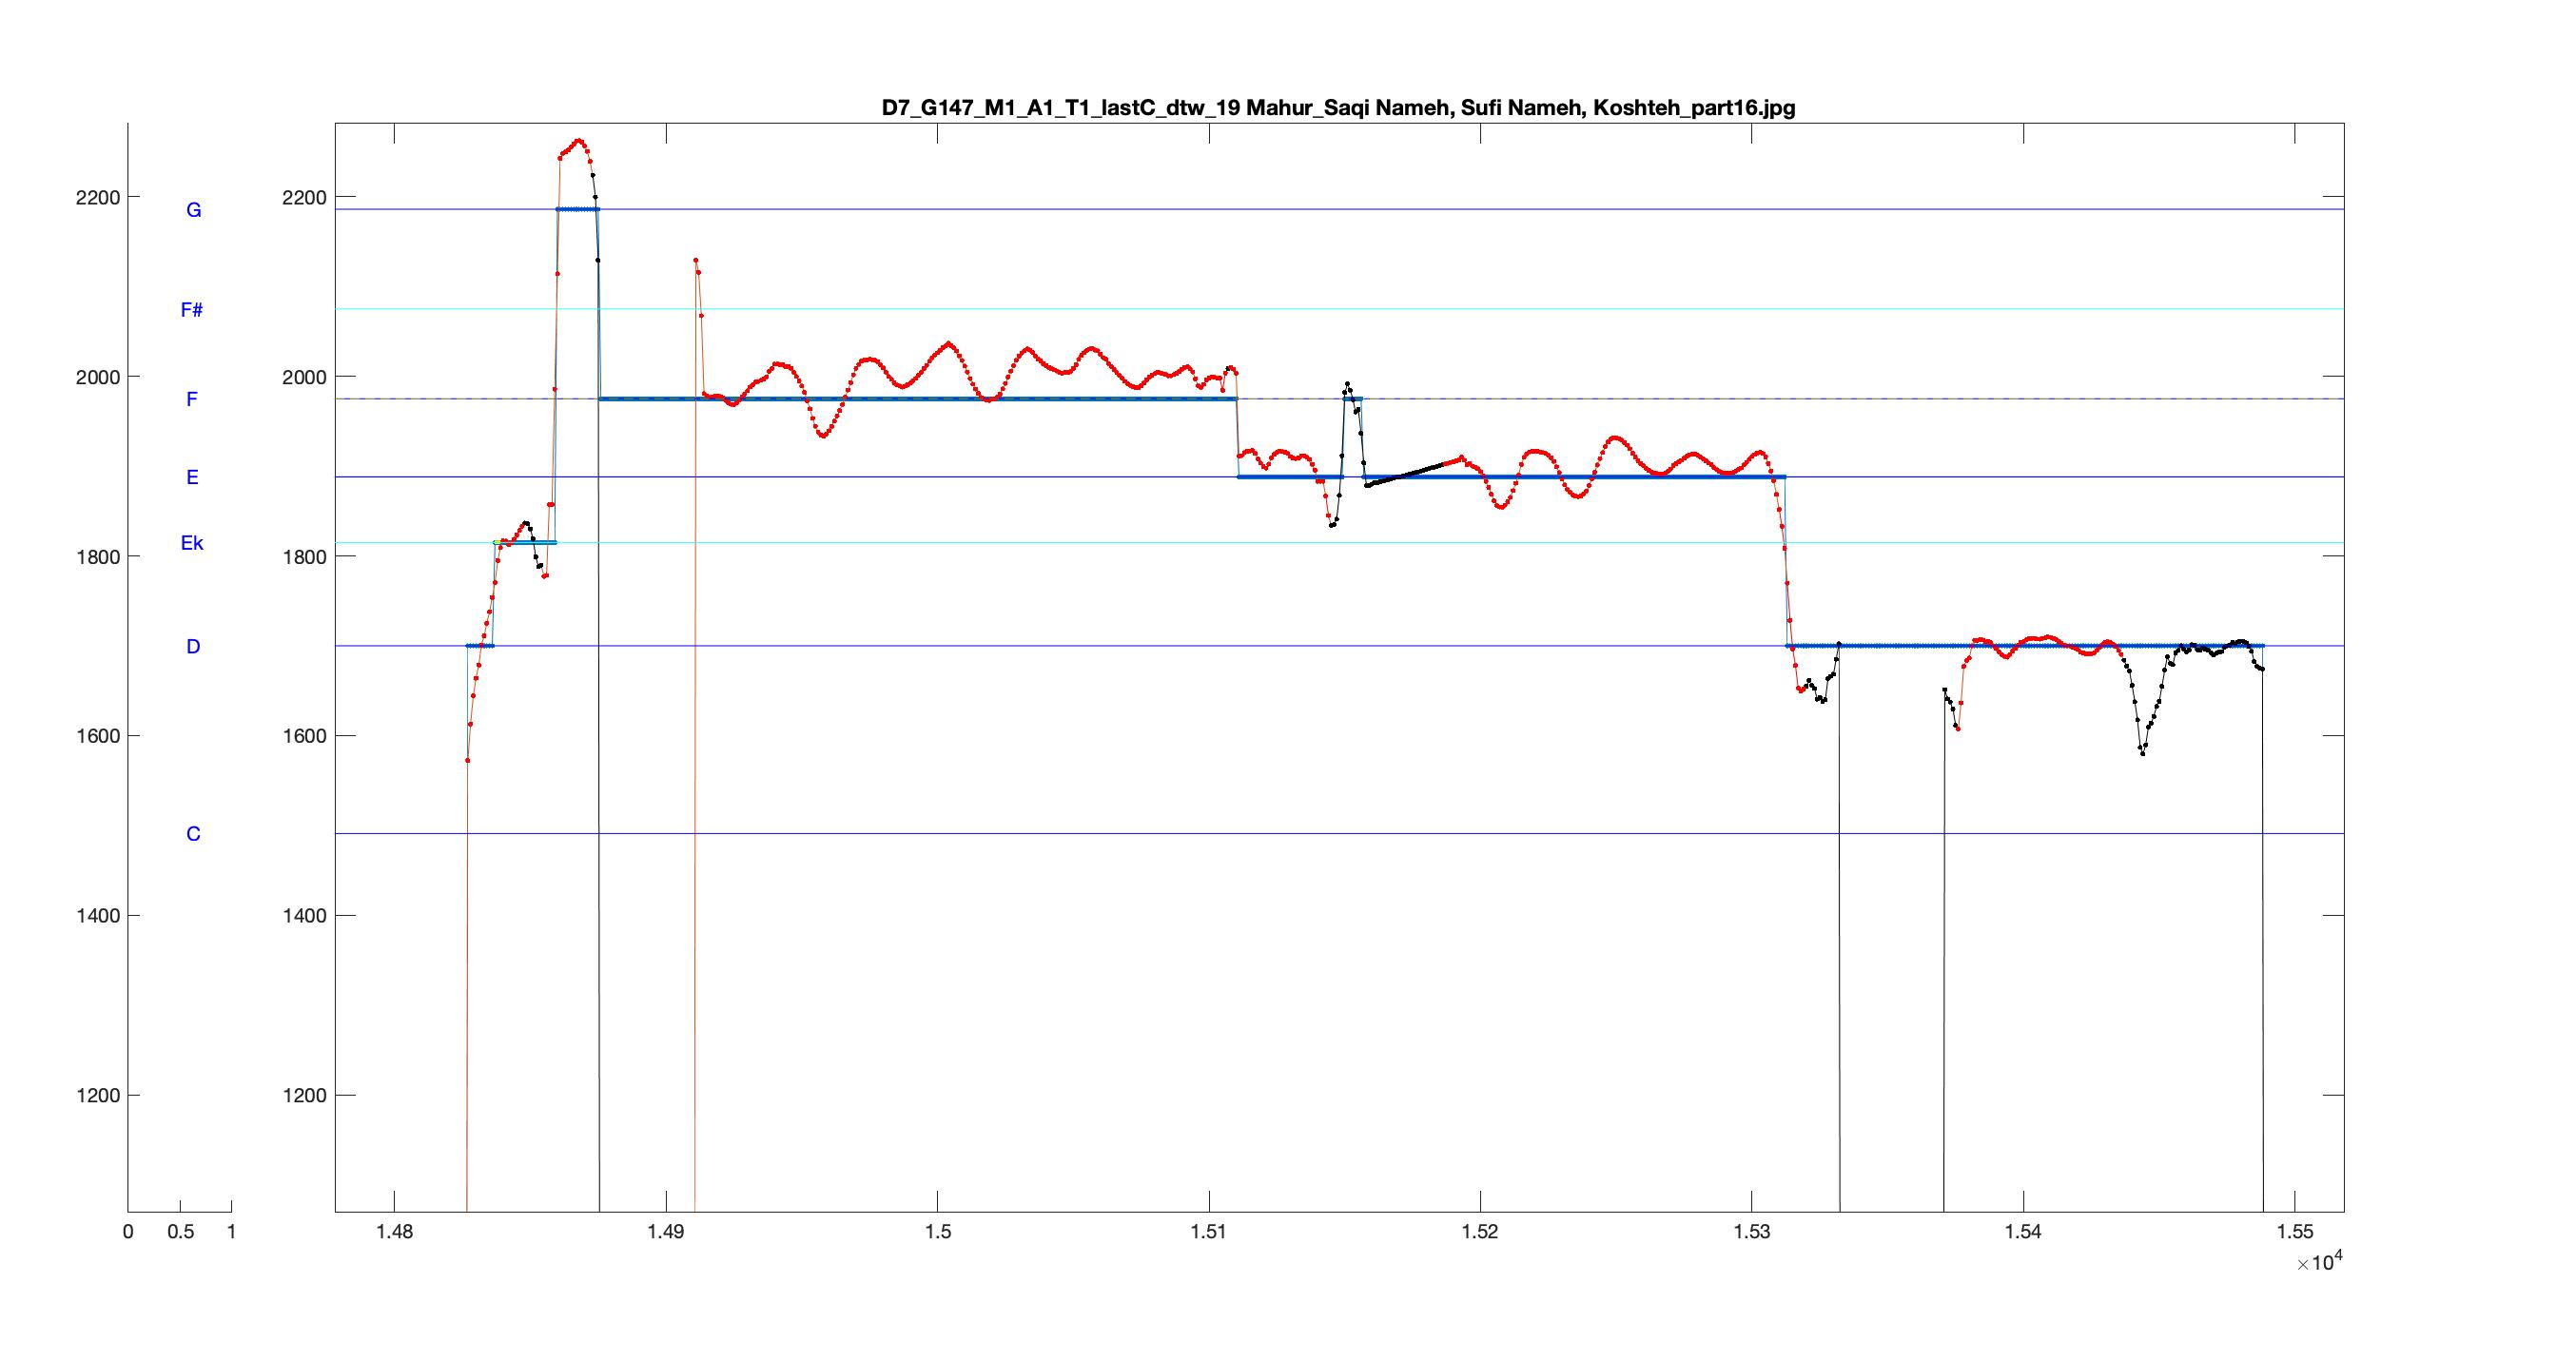 D7_G147_M1_A1_T1_lastC_dtw_19 Mahur_Saqi Nameh, Sufi Nameh, Koshteh_part16.jpg
2200
2000
1800
1600
1400
1200
0 0.5 1
G
F#
F
E
Ek
D
C
2200
2000
1800
1600
1400
1200
1.48 1.49 1.5 1.51 1.52 1.53 1.54 1.55
×10⁴